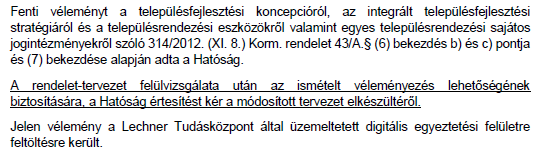 Fenti véleményt a településfejlesztési koncepcióról, az integrált településfejlesztési
stratégiáról és a településrendezési eszközökről valamint egyes településrendezési sajátos
jogintézményekről szóló 314/2012. (XI. 8.) Korm. rendelet 43/A.§ (6) bekezdés b) és c) pontja
és (7) bekezdése alapján adta a Hatóság.
A rendelet-tervezet felülvizsgálata után az ismételt véleményezés lehetőségének
biztosítására, a Hatóság értesítést kér a módosított tervezet elkészültéről.
Jelen vélemény a Lechner Tudásközpont által üzemeltetett digitális egyeztetési felületre
feltöltésre került.